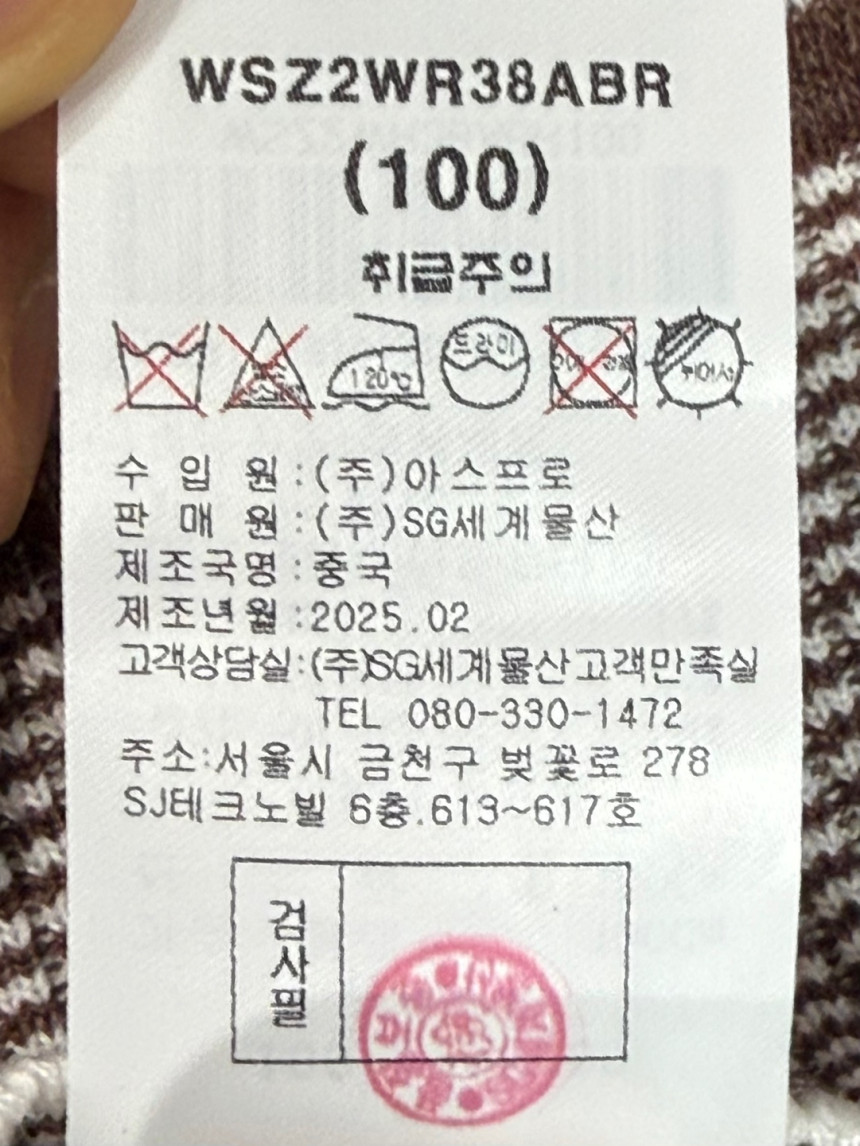 WSZ2WR38ABR
(100)
취급주의
120℃ 드라이 뉘어서
수 입 원:(주)아스프로
판 매 원:(주)SG세계물산
제조국명:중국
제조년월:2025.02
고객상담실:(주)SG세계물산고객만족실
TEL 080-330-1472
주소:서울시 금천구 벚꽃로 278
SJ테크노빌 6층.613~617호
검사필